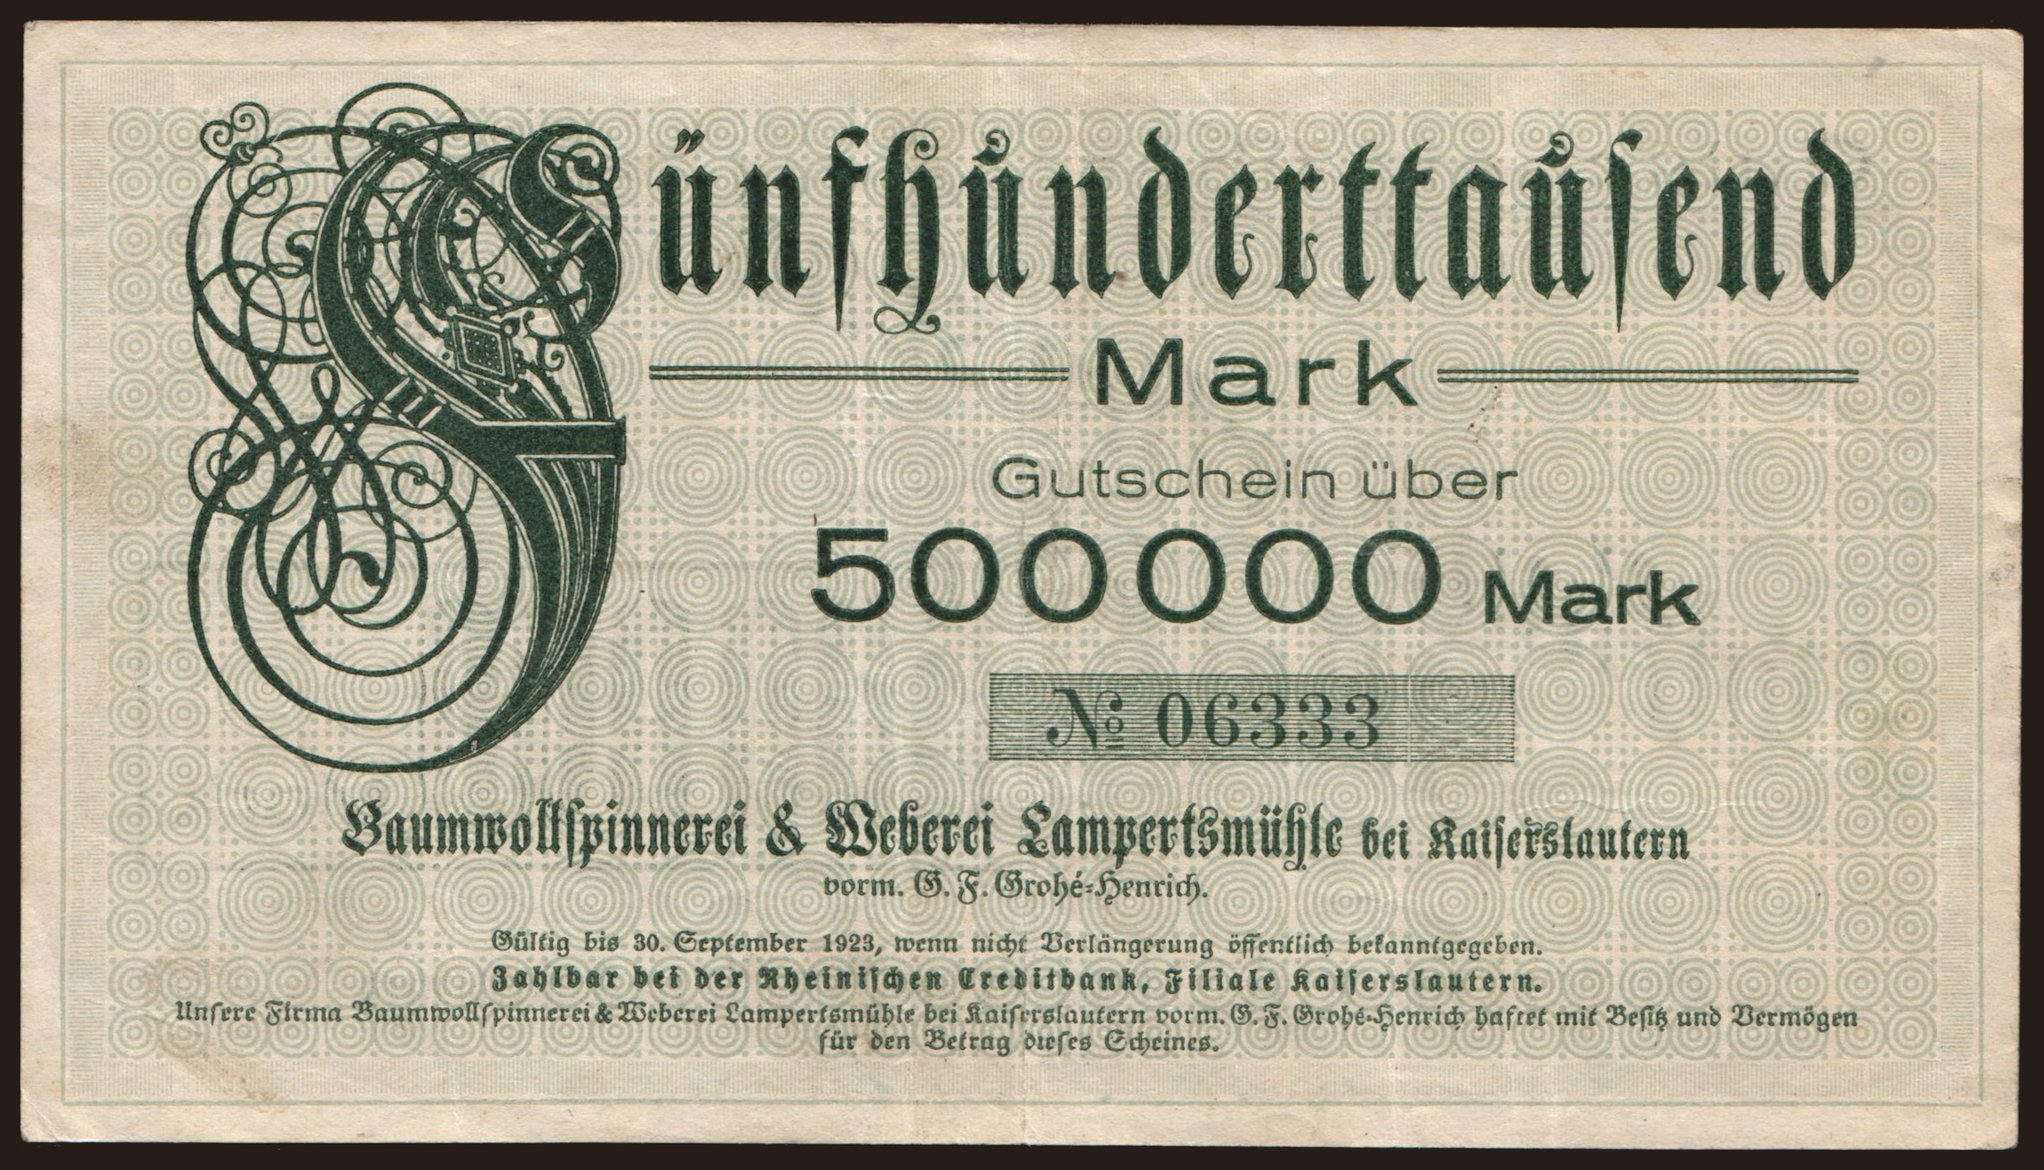 Fünfhunderttausend
Mark
Gutschein über
500000 Mark
№ 06333
Baumwollspinnerei & Weberei Lampertsmühle bei Kaiserslautern
vorm. G. F. Grohé-Henrich.
Gültig bis 30. September 1923, wenn nicht Verlängerung öffentlich bekanntgegeben.
Zahlbar bei der Rheinischen Creditbank, Filiale Kaiserslautern.
Unsere Firma Baumwollspinnerei & Weberei Lampertsmühle bei Kaiserslautern vorm. G. F. Grohé-Henrich haftet mit Besitz und Vermögen
für den Betrag dieses Scheines.